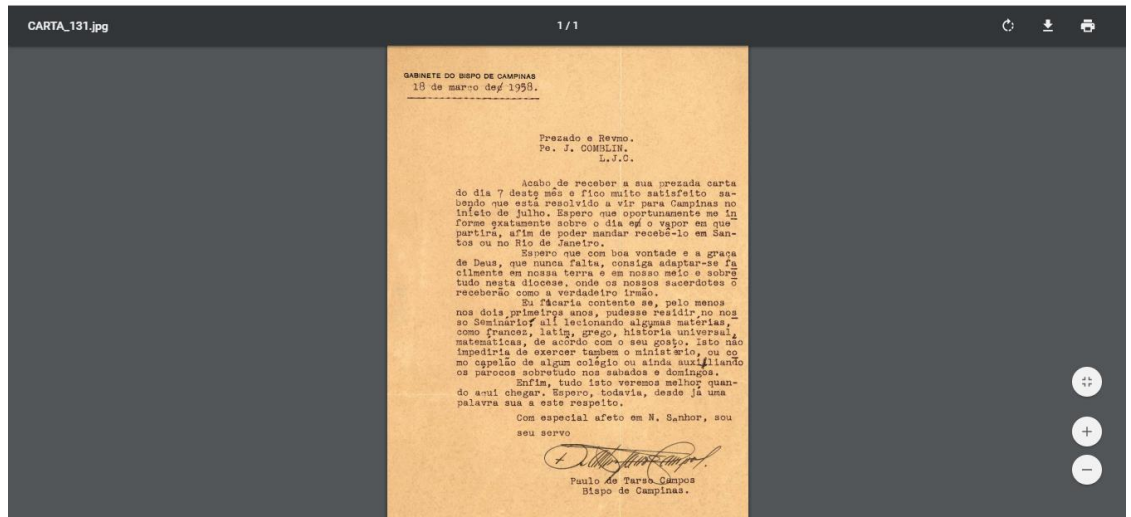 CARTA_131.jpg
1 / 1
GABINETE DO BISPO DE CAMPINAS
18 de março de 1958.
Prezado e Revmo.
Pe. J. COMBLIN.
L.J.C.
Acabo de receber a sua prezada carta
do dia 7 deste mês e fico muito satisfeito sa-
bendo que está resolvido a vir para Campinas no
início de julho. Espero que oportunamente me in
forme exatamente sobre o dia em o vapor em que
partira, afim de poder mandar recebê-lo em San-
tos ou no Rio de Janeiro.
Espero que com boa vontade e a graça
de Deus, que nunca falta, consiga adaptar-se fa
cilmente em nossa terra e em nosso meio e sobre
tudo nesta diocese, onde os nossos sacerdotes o
receberão como a verdadeiro irmão.
Eu ficaria contente se, pelo menos
nos dois primeiros anos, pudesse residir no nos
so Seminário, ali lecionando algumas matérias,
como francez, latim, grego, história universal,
matematicas, de acordo com o seu gosto. Isto não
impediria de exercer tambem o ministério, ou co
mo capelão de algum colégio ou ainda auxiliando
os parocos sobretudo nos sabados e domingos.
Enfim, tudo isto veremos melhor quan-
do aqui chegar. Espero, todavia, desde já uma
palavra sua a este respeito.
Com especial afeto em N. Senhor, sou
seu servo
Paulo de Tarso Campos
Bispo de Campinas.